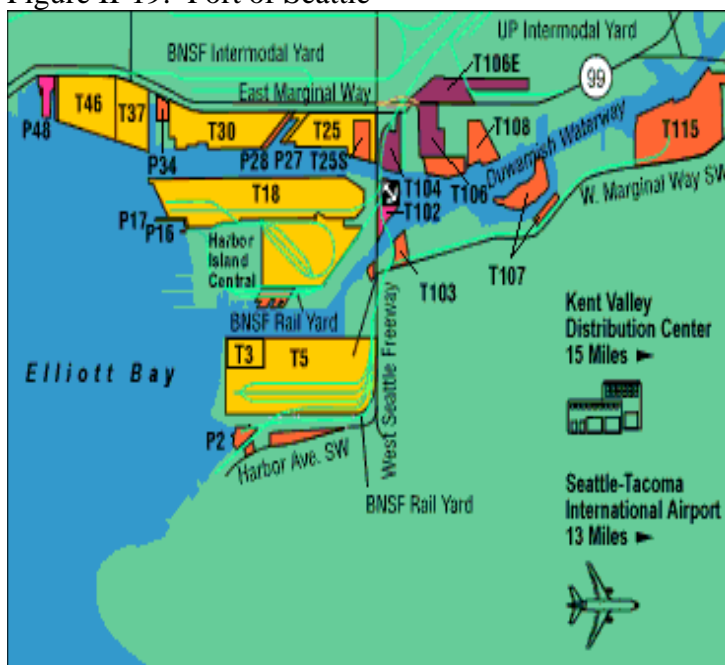 Figure II-19: Port of Seattle
UP Intermodal Yard
BNSF Intermodal Yard
T106E
99
East Marginal Way
T46
T37
T30
T25
T108
T115
P48
P34
P28
P27
T25S
Duwamish Waterway
T104
T106
W. Marginal Way SW
T18
T102
P17
P16
Harbor
Island
Central
T107
T103
BNSF Rail Yard
West Seattle Freeway
Kent Valley
Distribution Center
15 Miles ►
T3
T5
Elliott Bay
P2
Harbor Ave. SW
BNSF Rail Yard
Seattle-Tacoma
International Airport
13 Miles ►